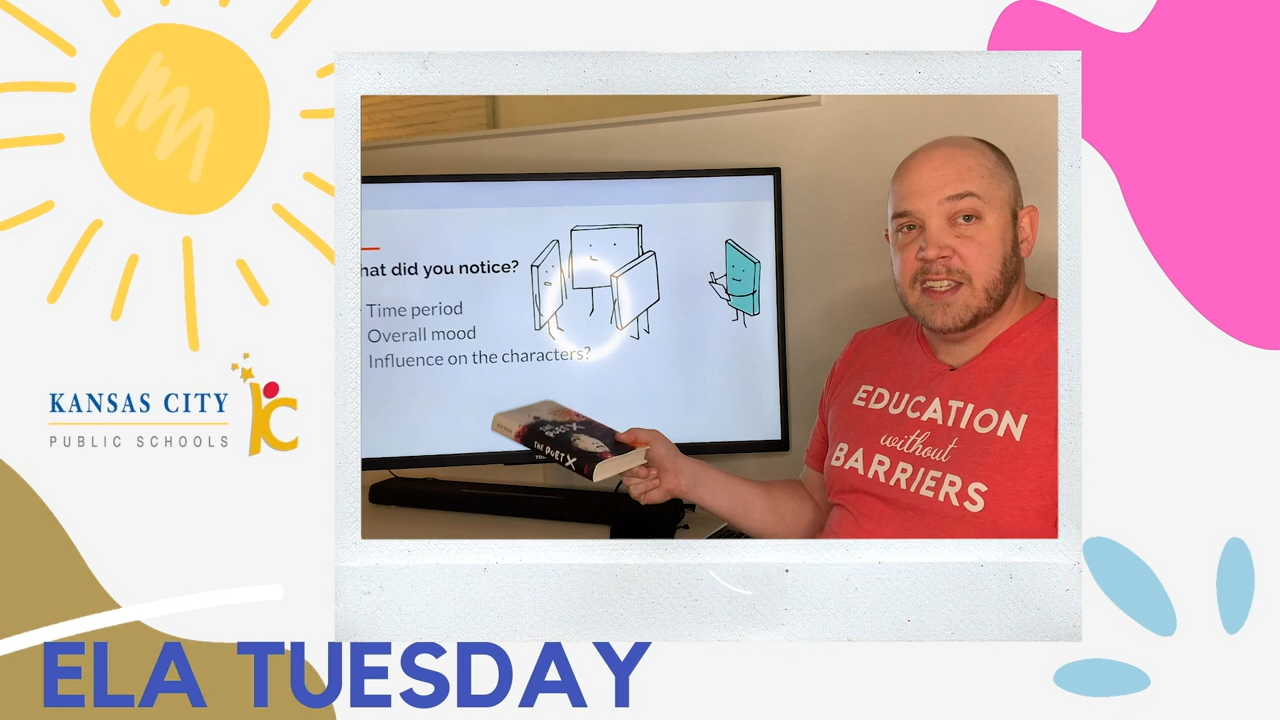 hat did you notice?
Time period
Overall mood
Influence on the characters?
THE POET X
EDUCATION
without
BARRIERS
KANSAS CITY
PUBLIC SCHOOLS
ELA TUESDAY